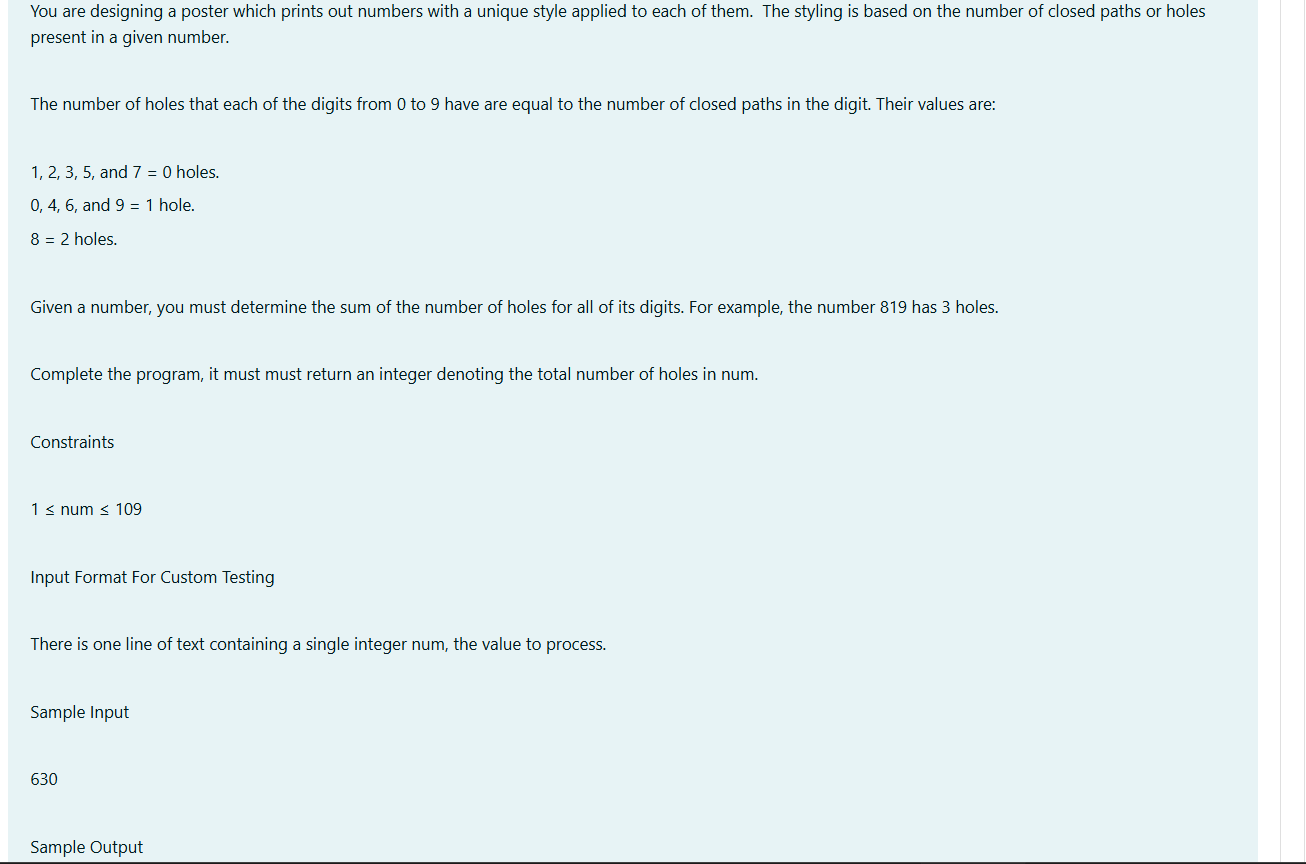 You are designing a poster which prints out numbers with a unique style applied to each of them.  The styling is based on the number of closed paths or holes
present in a given number.
The number of holes that each of the digits from 0 to 9 have are equal to the number of closed paths in the digit. Their values are:
1, 2, 3, 5, and 7 = 0 holes.
0, 4, 6, and 9 = 1 hole.
8 = 2 holes.
Given a number, you must determine the sum of the number of holes for all of its digits. For example, the number 819 has 3 holes.
Complete the program, it must must return an integer denoting the total number of holes in num.
Constraints
1 ≤ num ≤ 109
Input Format For Custom Testing
There is one line of text containing a single integer num, the value to process.
Sample Input
630
Sample Output